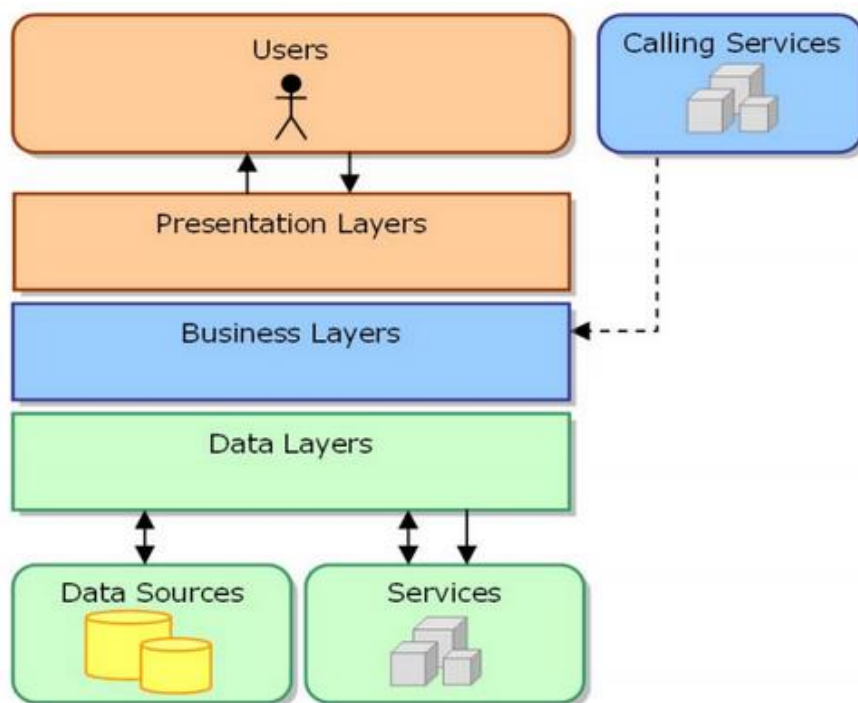 Users
Calling Services
Presentation Layers
Business Layers
Data Layers
Data Sources
Services